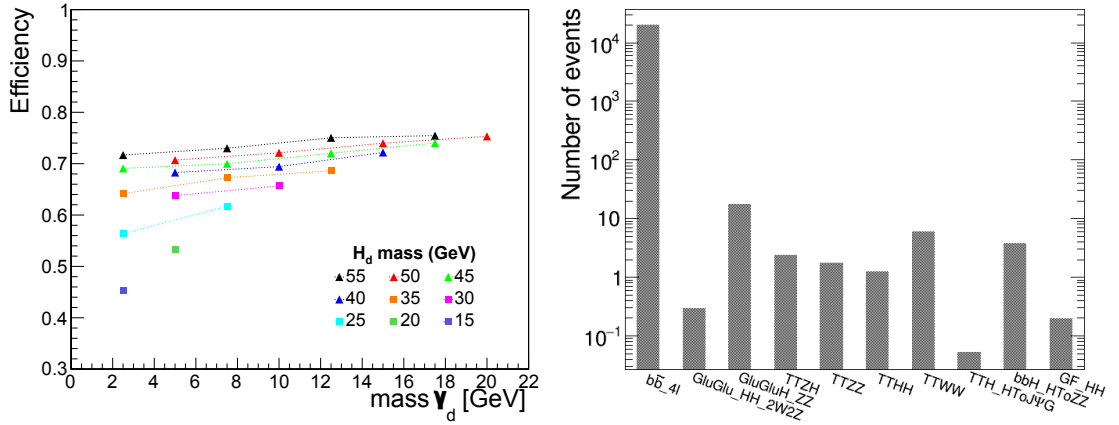 Efficiency
1
0.9
0.8
0.7
0.6
0.5
0.4
0.3
H_d mass (GeV)
55 50 45
40 35 30
25 20 15
0 2 4 6 8 10 12 14 16 18 20 22
mass γ_d [GeV]
Number of events
10⁴
10³
10²
10
1
10⁻¹
bb̅_4l
GluGlu_HH_2W2Z
GluGluH_ZZ
TTZH
TTZZ
TTHH
TTWW
TTH_HToJΨG
bbH_HToZZ
GF_HH